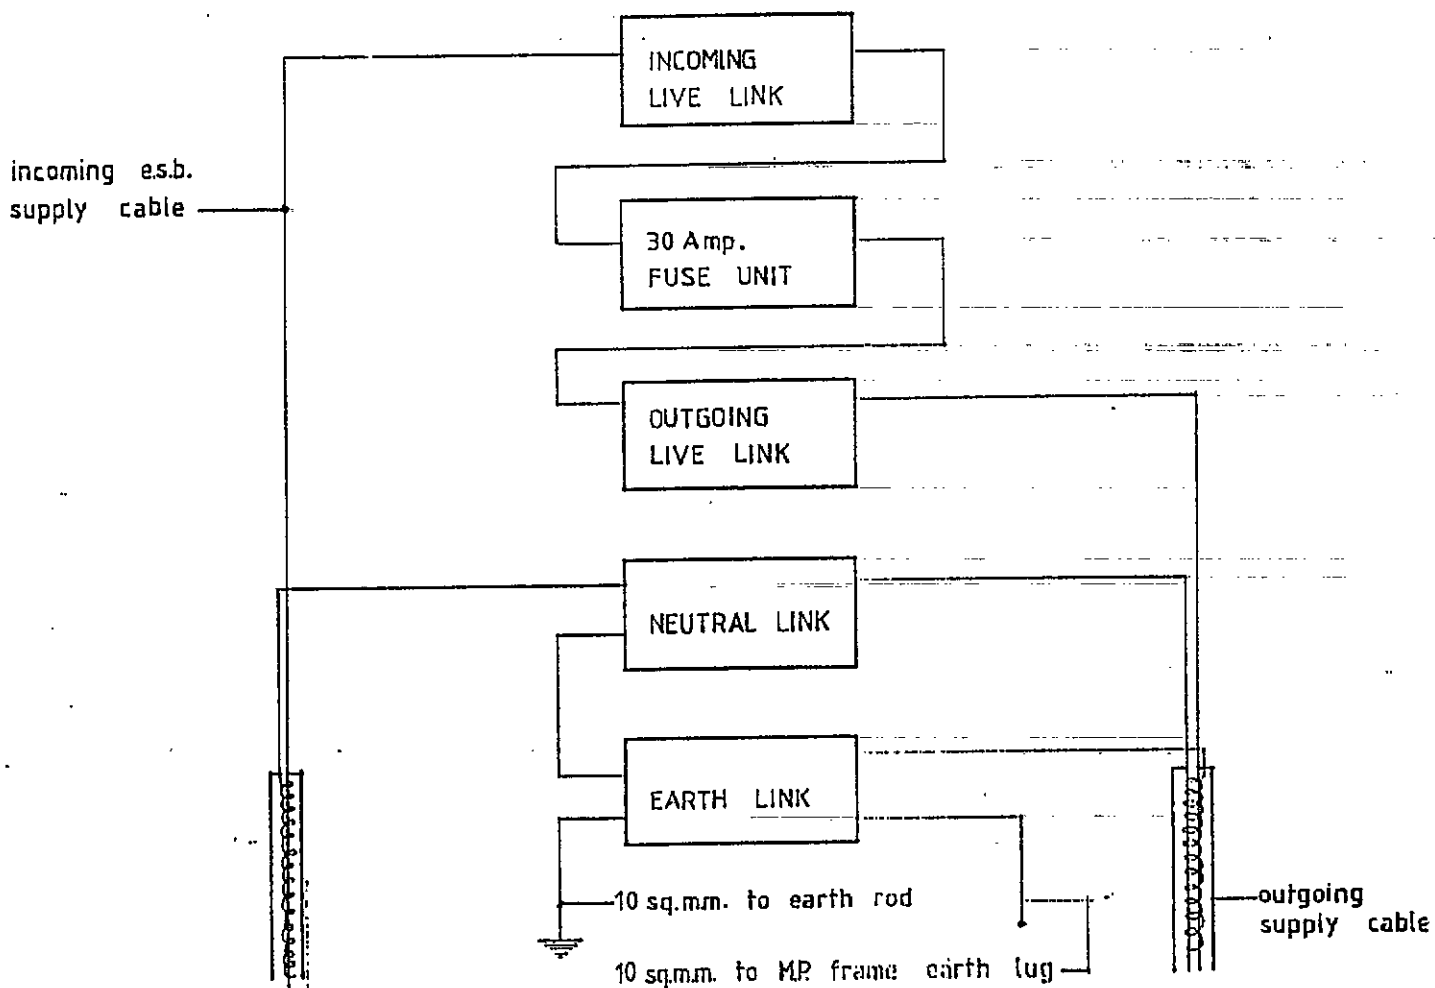 INCOMING
LIVE LINK
incoming e.s.b.
supply cable
30 Amp.
FUSE UNIT
OUTGOING
LIVE LINK
NEUTRAL LINK
EARTH LINK
10 sq.m.m. to earth rod
outgoing
supply cable
10 sq.m.m. to M.P. frame earth lug